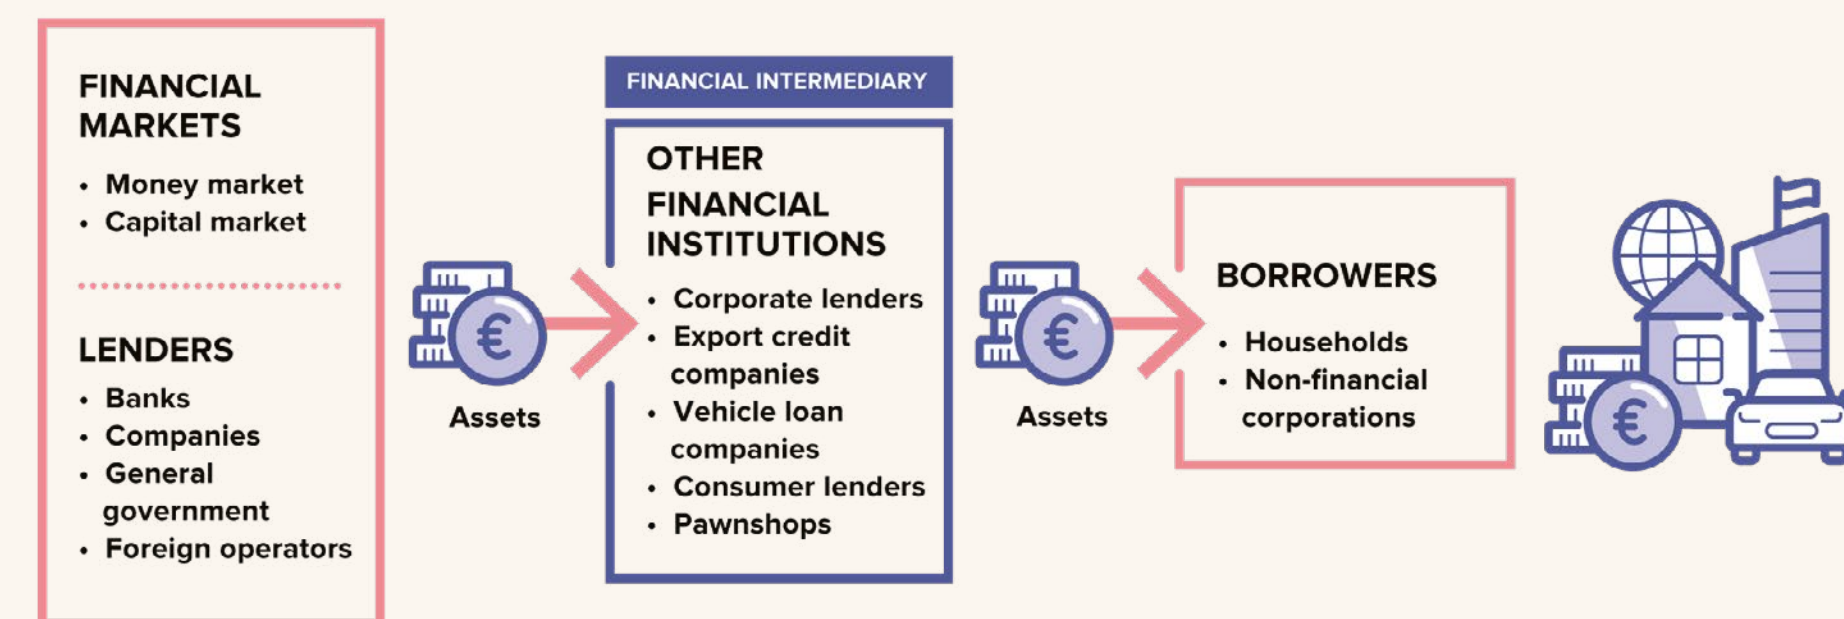 FINANCIAL
MARKETS
• Money market
• Capital market
LENDERS
• Banks
• Companies
• General
government
• Foreign operators
€
Assets
FINANCIAL INTERMEDIARY
OTHER
FINANCIAL
INSTITUTIONS
• Corporate lenders
• Export credit
companies
• Vehicle loan
companies
• Consumer lenders
• Pawnshops
€
Assets
BORROWERS
• Households
• Non-financial
corporations
€